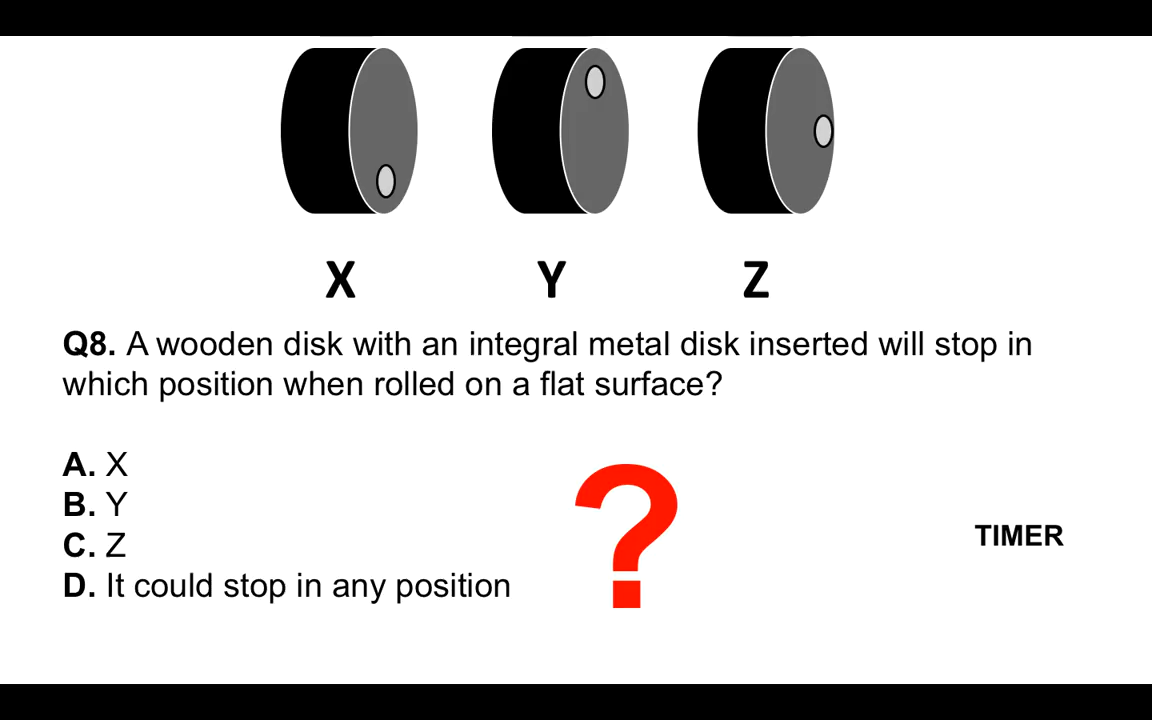 X Y Z
Q8. A wooden disk with an integral metal disk inserted will stop in
which position when rolled on a flat surface?
A. X
B. Y
C. Z
D. It could stop in any position
?
TIMER